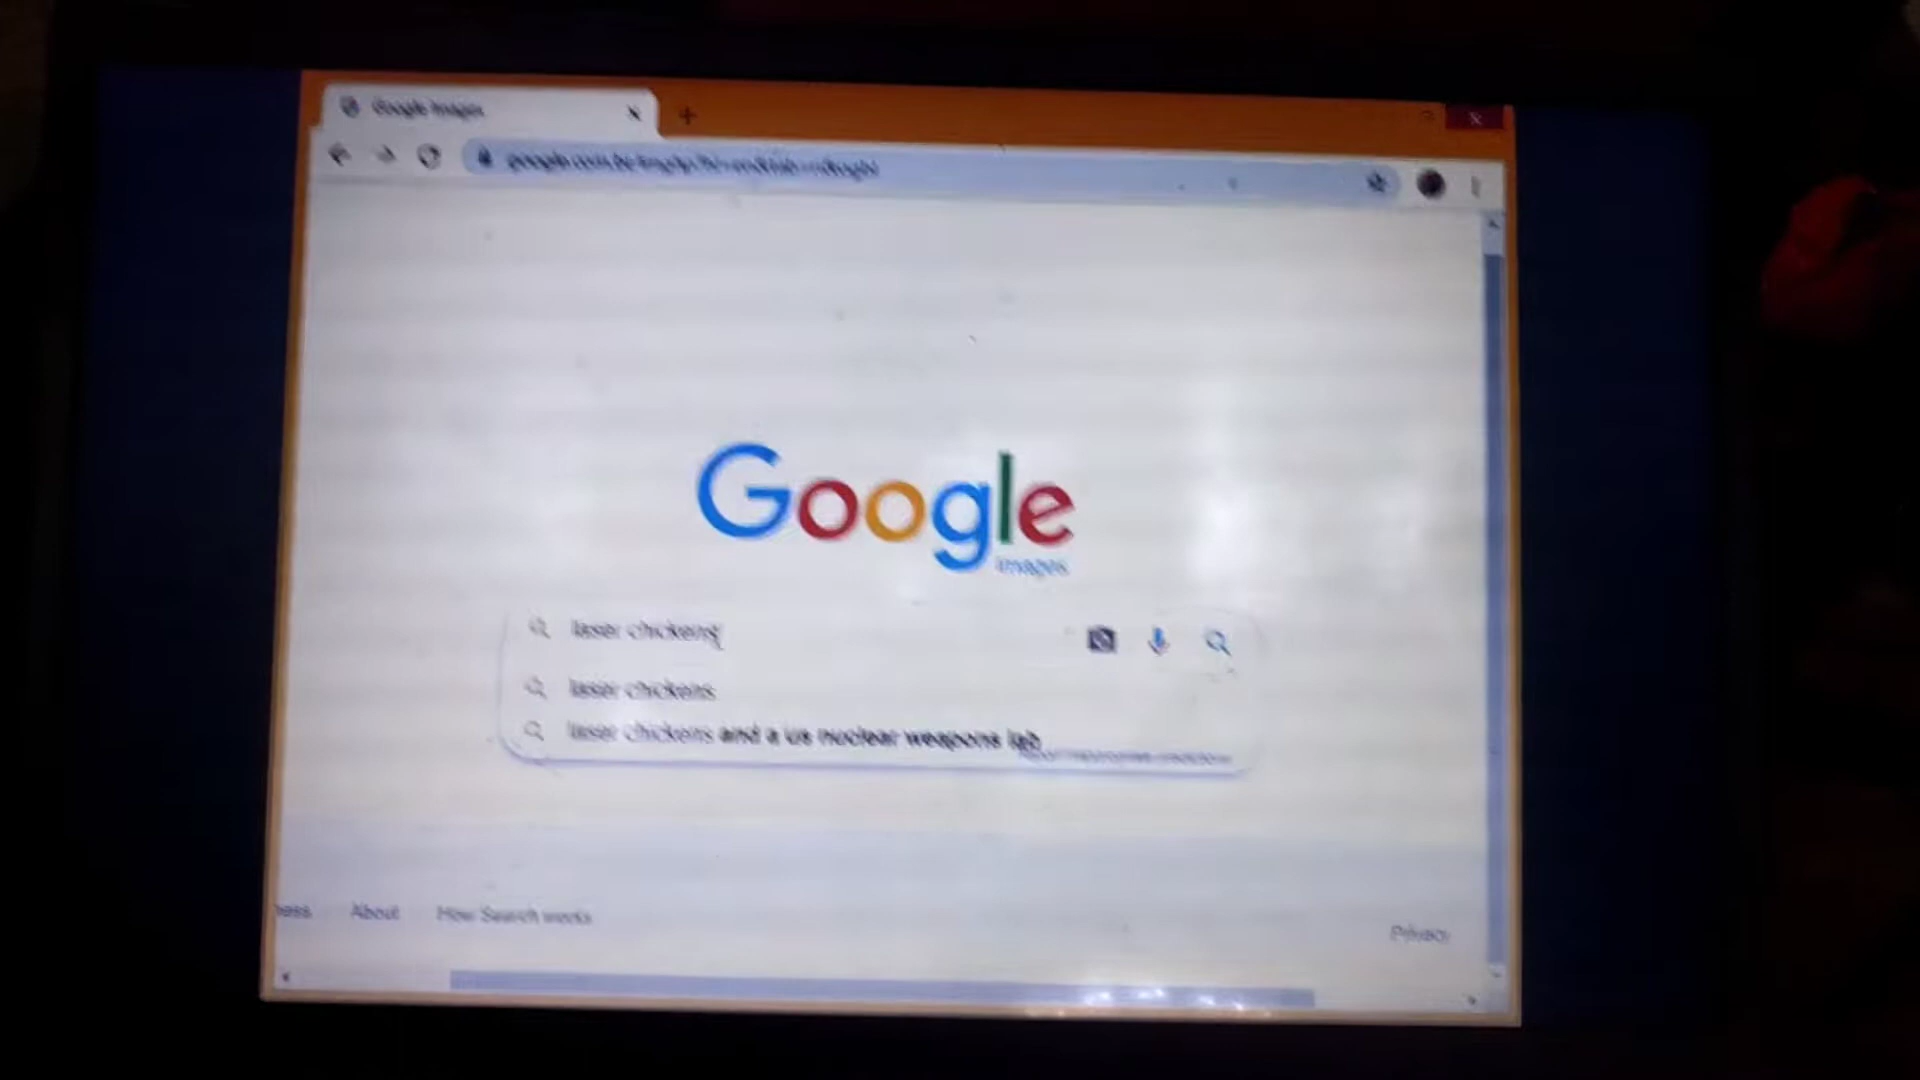 Google Images
Google
images
laser chickens
laser chickens
laser chickens and a us nuclear weapons lab
About
How Search works
Privacy